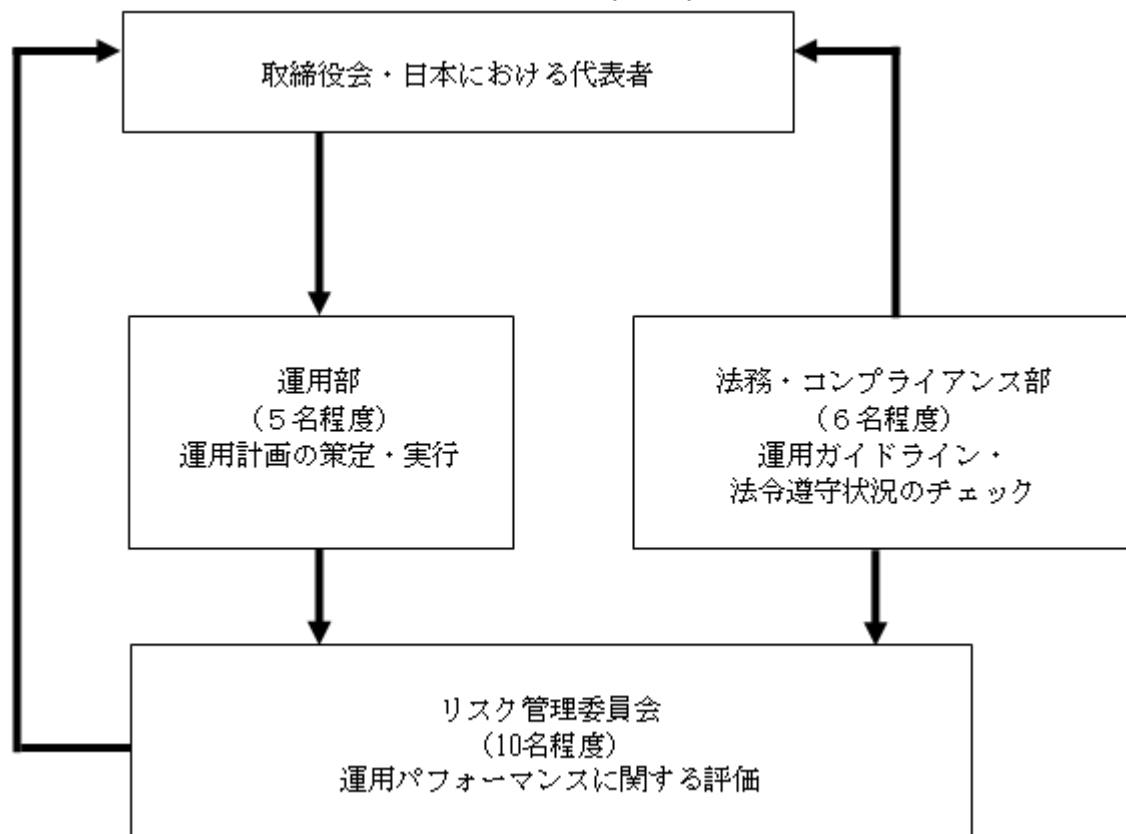 取締役会・日本における代表者
運用部
(５名程度)
運用計画の策定・実行
法務・コンプライアンス部
(６名程度)
運用ガイドライン・
法令遵守状況のチェック
リスク管理委員会
(10名程度)
運用パフォーマンスに関する評価